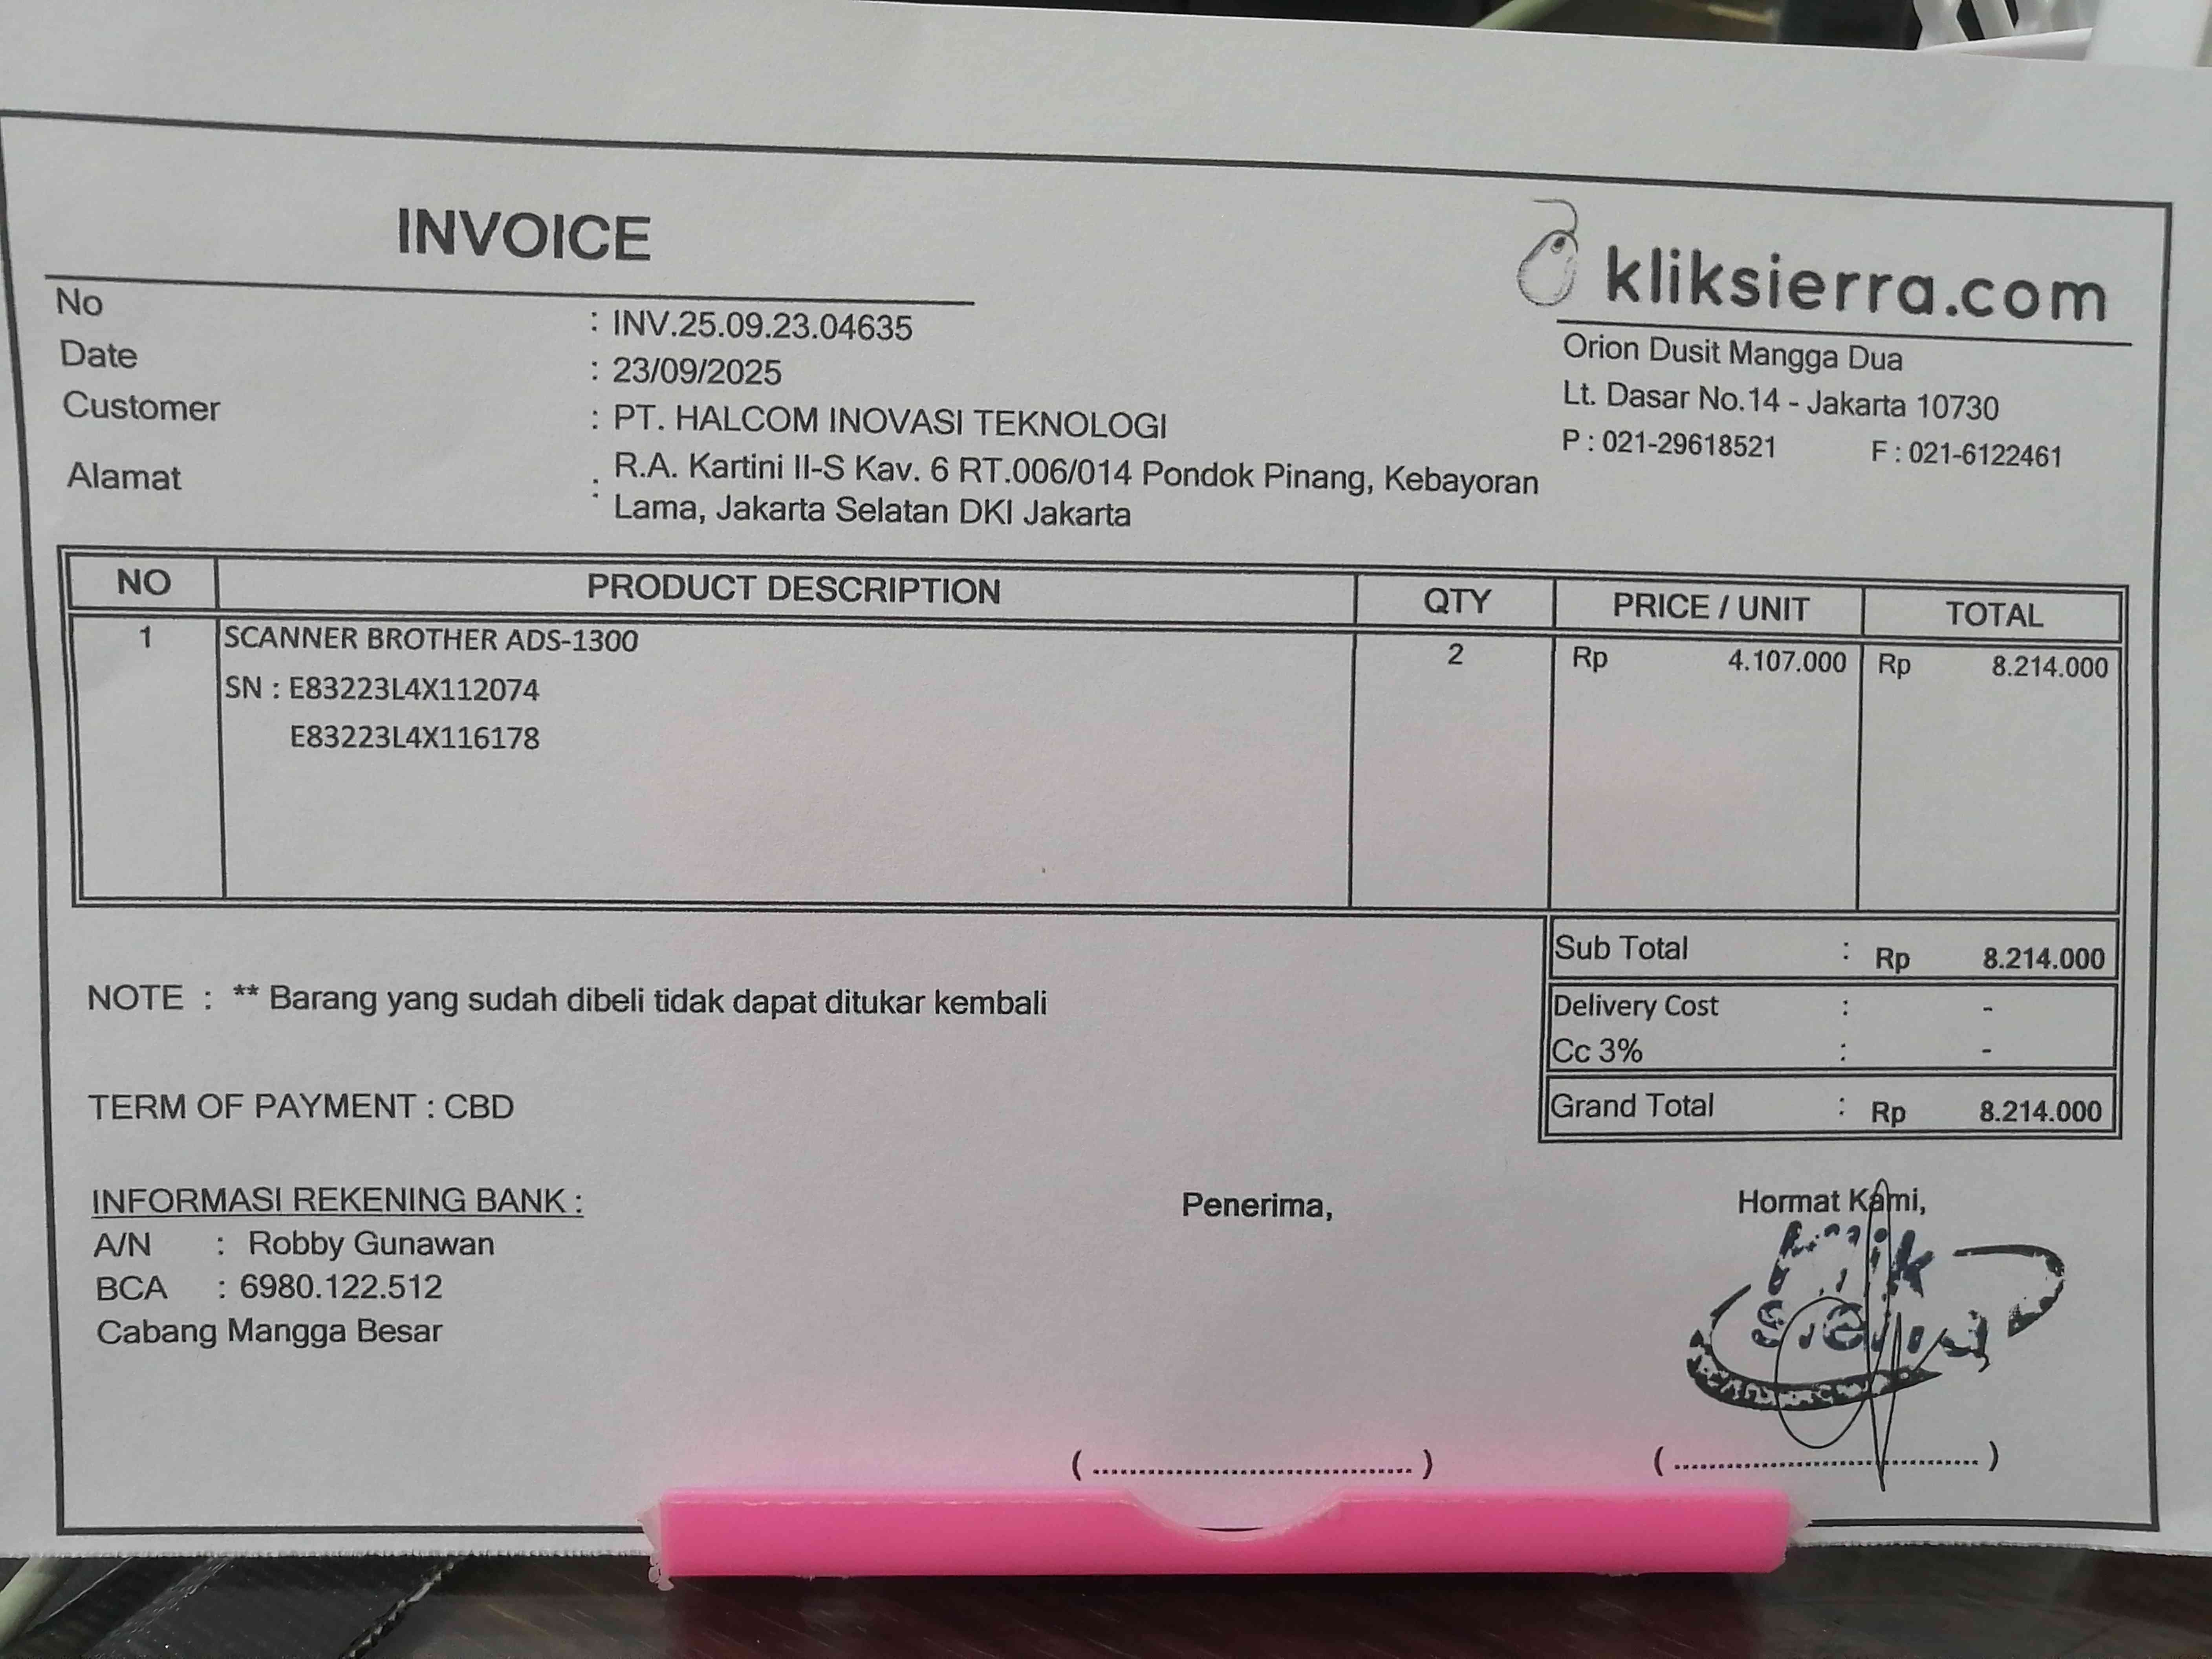 INVOICE
kliksierra.com
Orion Dusit Mangga Dua
Lt. Dasar No.14 - Jakarta 10730
P : 021-29618521 F : 021-6122461
No : INV.25.09.23.04635
Date : 23/09/2025
Customer : PT. HALCOM INOVASI TEKNOLOGI
Alamat : R.A. Kartini II-S Kav. 6 RT.006/014 Pondok Pinang, Kebayoran
Lama, Jakarta Selatan DKI Jakarta
NO PRODUCT DESCRIPTION QTY PRICE / UNIT TOTAL
1 SCANNER BROTHER ADS-1300 2 Rp 4.107.000 Rp 8.214.000
SN : E83223L4X112074
E83223L4X116178
Sub Total : Rp 8.214.000
Delivery Cost : -
Cc 3% : -
Grand Total : Rp 8.214.000
NOTE : ** Barang yang sudah dibeli tidak dapat ditukar kembali
TERM OF PAYMENT : CBD
INFORMASI REKENING BANK :
A/N : Robby Gunawan
BCA : 6980.122.512
Cabang Mangga Besar
Penerima,
Hormat Kami,
(................................)
(................................)